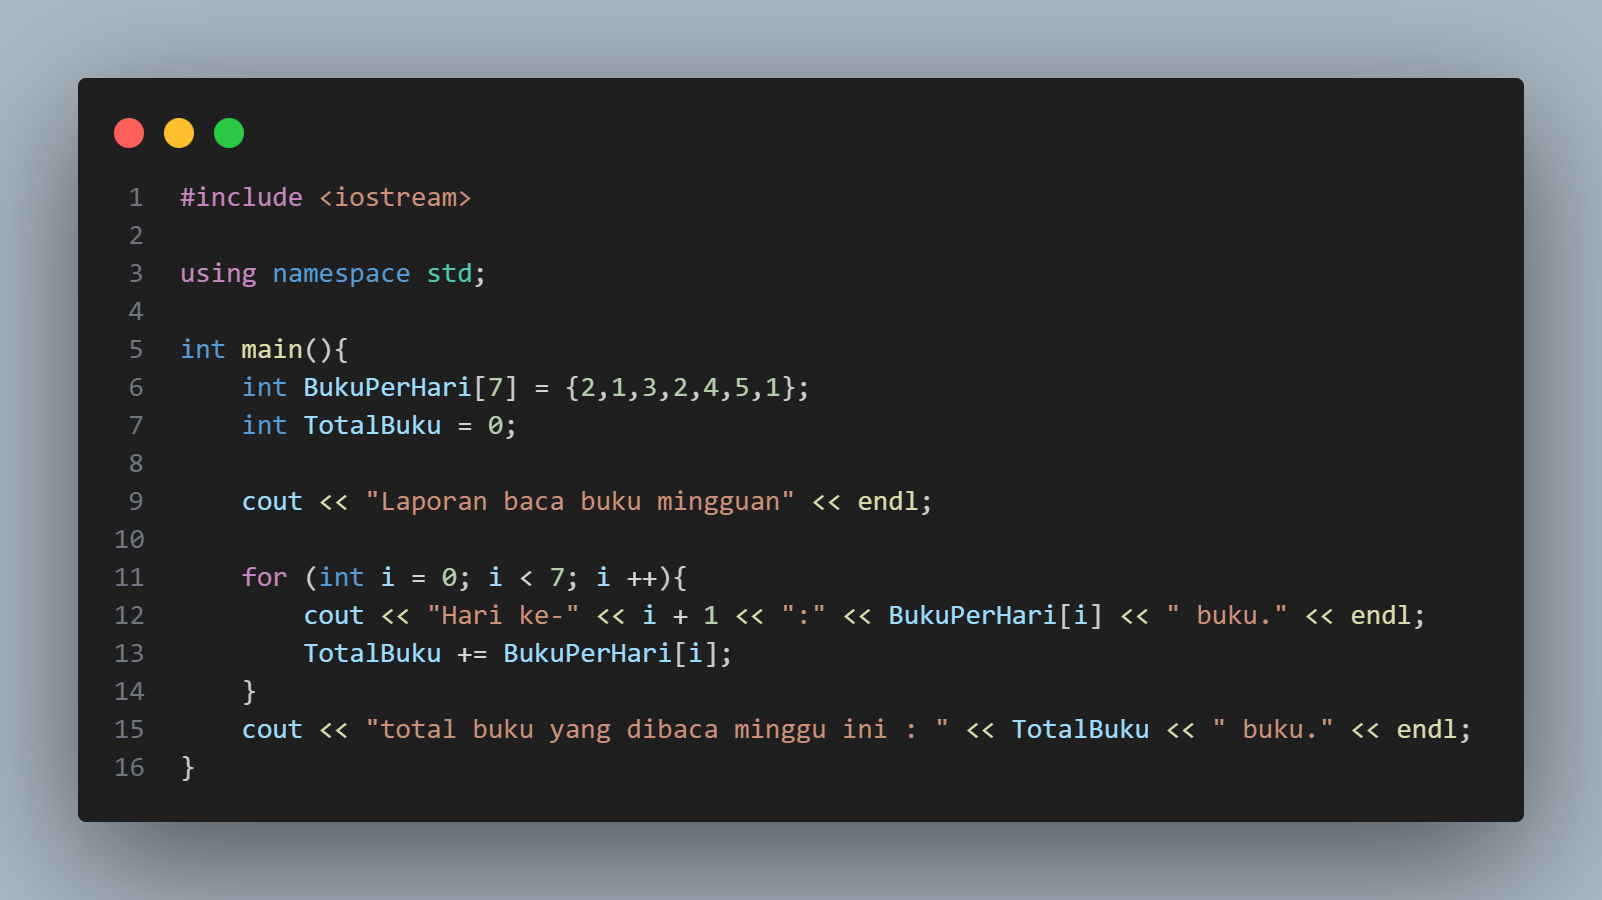 1 #include <iostream>
2
3 using namespace std;
4
5 int main(){
6     int BukuPerHari[7] = {2,1,3,2,4,5,1};
7     int TotalBuku = 0;
8
9     cout << "Laporan baca buku mingguan" << endl;
10
11     for (int i = 0; i < 7; i ++){
12         cout << "Hari ke-" << i + 1 << ":" << BukuPerHari[i] << " buku." << endl;
13         TotalBuku += BukuPerHari[i];
14     }
15     cout << "total buku yang dibaca minggu ini : " << TotalBuku << " buku." << endl;
16 }